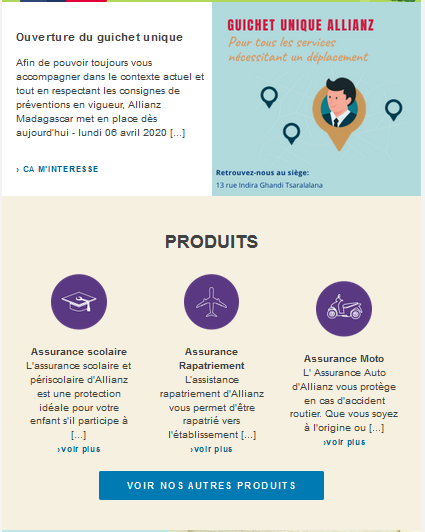 Ouverture du guichet unique
Afin de pouvoir toujours vous
accompagner dans le contexte actuel et
tout en respectant les consignes de
préventions en vigueur, Allianz
Madagascar met en place dès
aujourd'hui - lundi 06 avril 2020 [...]
› CA M'INTERESSE
GUICHET UNIQUE ALLIANZ
Pour tous les services
nécessitant un déplacement
Retrouvez-nous au siège:
13 rue Indira Ghandi Tsaralalana
PRODUITS
Assurance scolaire
L'assurance scolaire et
périscolaire d'Allianz
est une protection
idéale pour votre
enfant s'il participe à
[...]
›voir plus
Assurance
Rapatriement
L'assistance
rapatriement d'Allianz
vous permet d'être
rapatrié vers
l'établissement [...]
›voir plus
Assurance Moto
L' Assurance Auto
d'Allianz vous protège
en cas d'accident
routier. Que vous soyez
à l'origine ou [...]
›voir plus
VOIR NOS AUTRES PRODUITS